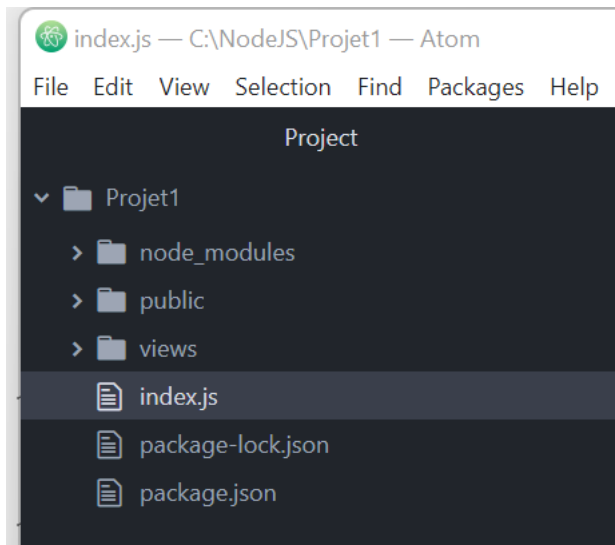 index.js — C:\NodeJS\Projet1 — Atom
File Edit View Selection Find Packages Help
Project
Projet1
node_modules
public
views
index.js
package-lock.json
package.json